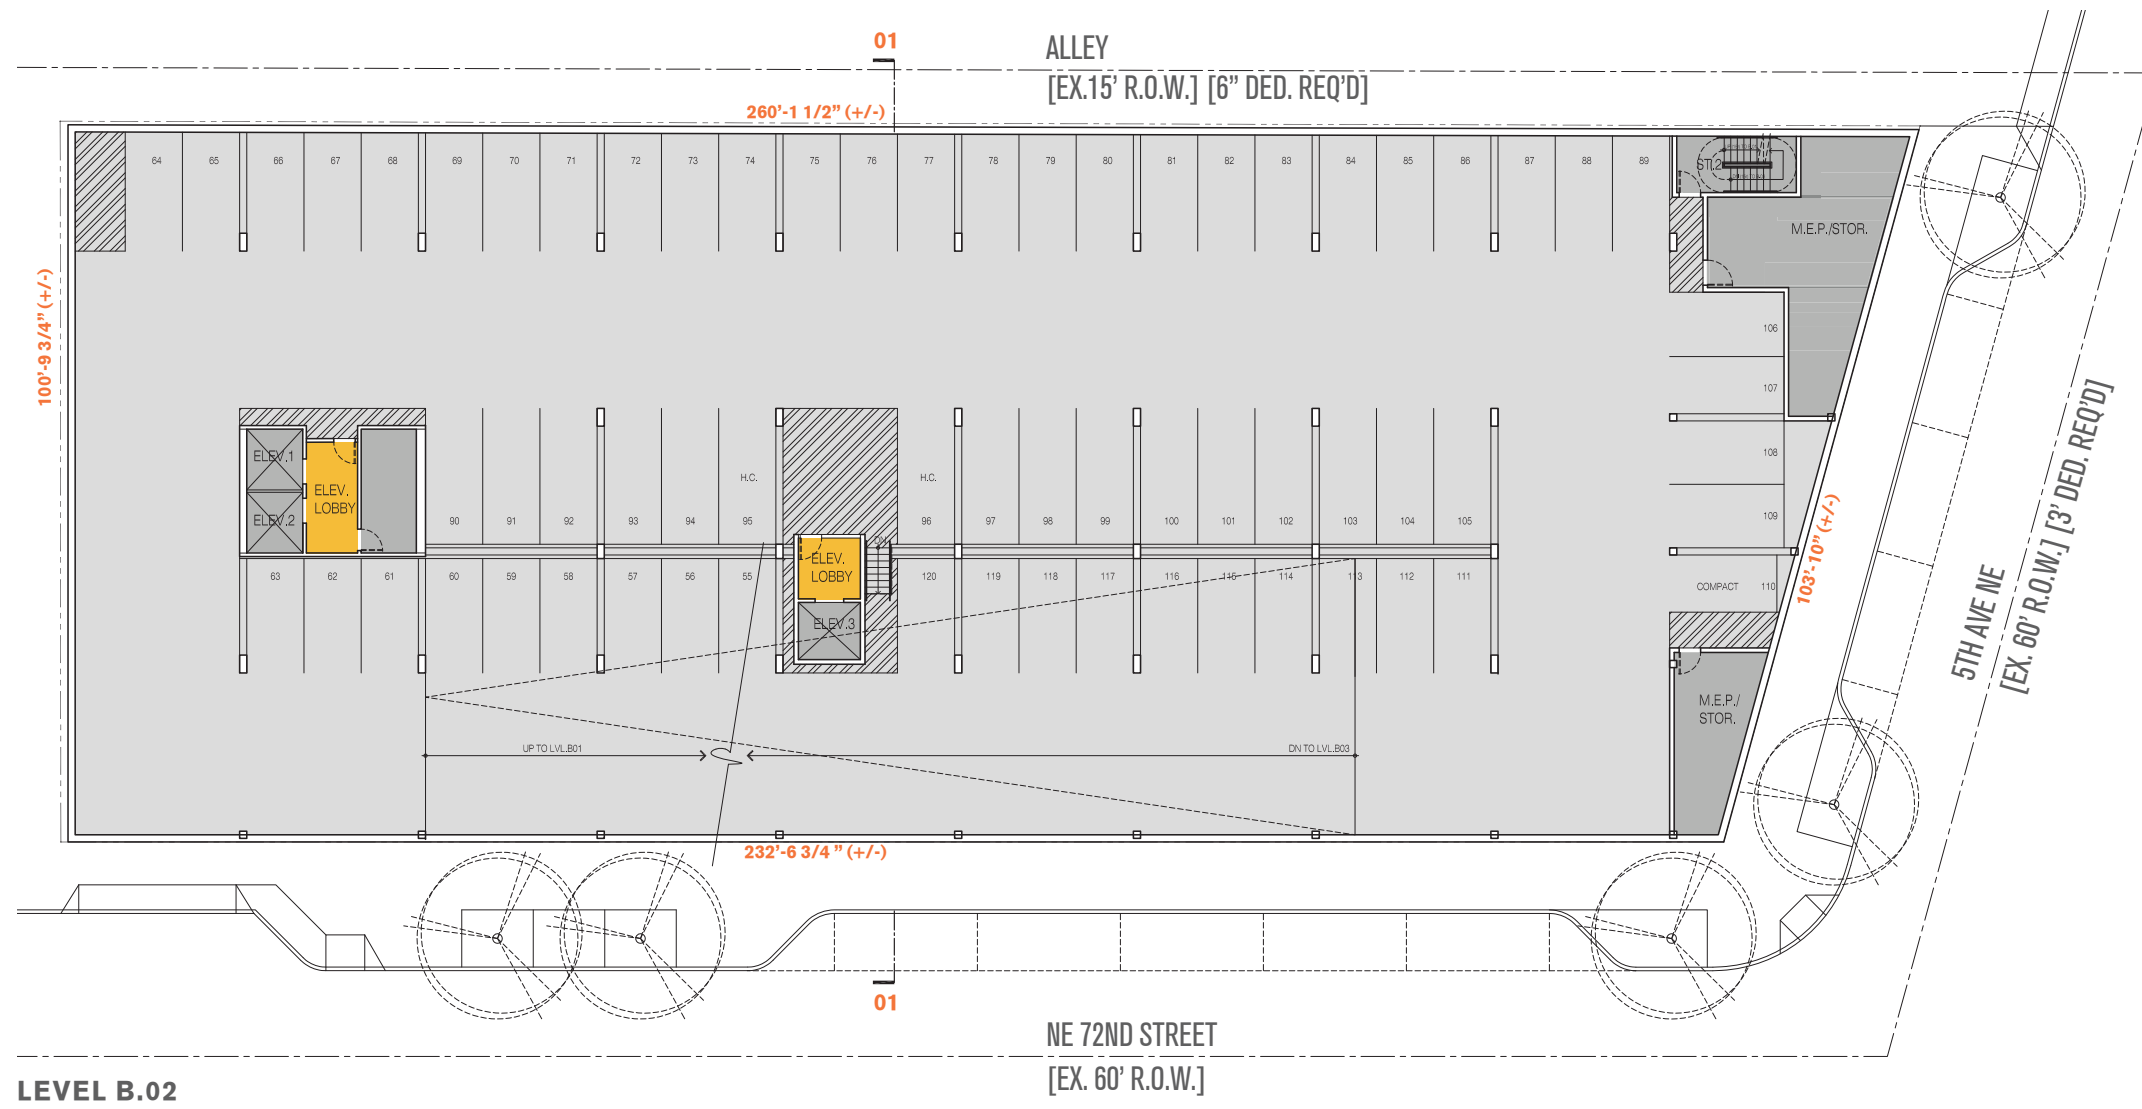 01
ALLEY
[EX.15' R.O.W.] [6” DED. REQ'D]
260'-1 1/2” (+/-)
64 65 66 67 68 69 70 71 72 73 74 75 76 77 78 79 80 81 82 83 84 85 86 87 88 89
ST.2
M.E.P./STOR.
100'-9 3/4” (+/-)
106
107
108
109
COMPACT 110
ELEV.1
ELEV.2
ELEV.
LOBBY
H.C.
H.C.
90 91 92 93 94 95 96 97 98 99 100 101 102 103 104 105
DN
ELEV.
LOBBY
ELEV.3
63 62 61 60 59 58 57 56 55 120 119 118 117 116 115 114 113 112 111
103'-10” (+/-)
5TH AVE NE
[EX. 60' R.O.W.] [3' DED. REQ'D]
M.E.P./
STOR.
UP TO LVL.B01
DN TO LVL.B03
232'-6 3/4 ” (+/-)
01
NE 72ND STREET
[EX. 60' R.O.W.]
LEVEL B.02